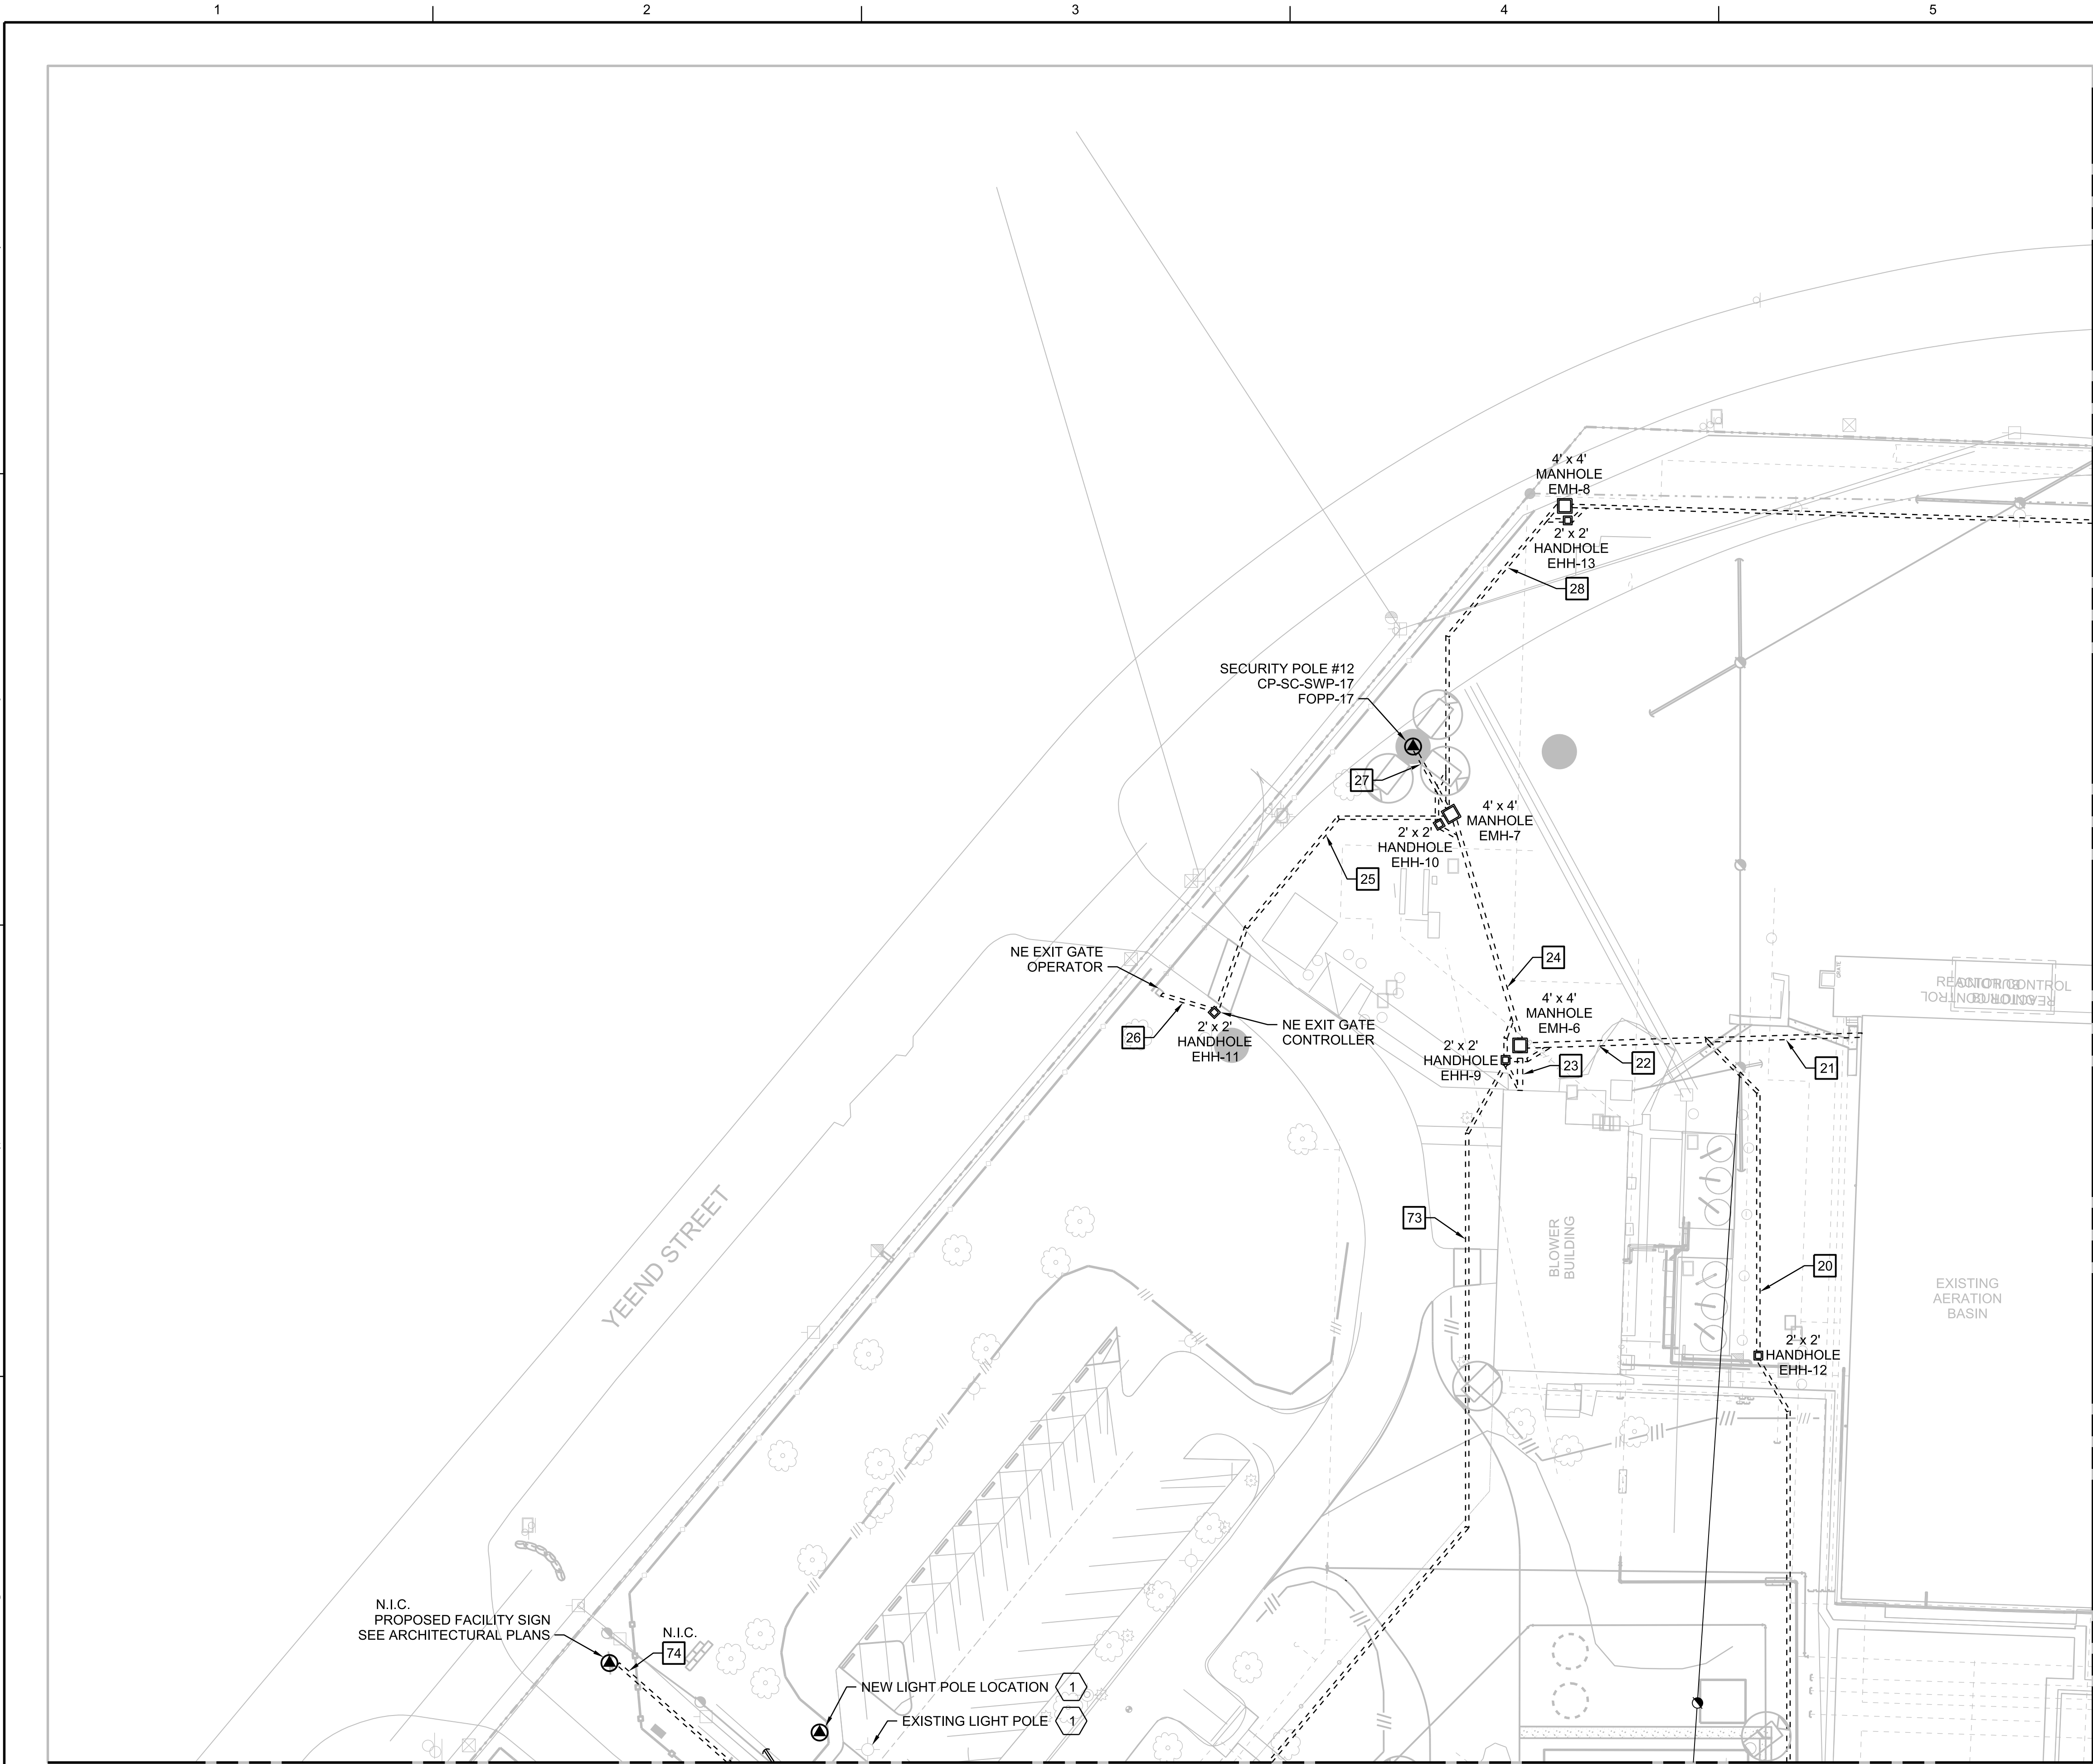 1
2
3
4
5
4' x 4'
MANHOLE
EMH-8
2' x 2'
HANDHOLE
EHH-13
28
SECURITY POLE #12
CP-SC-SWP-17
FOPP-17
27
4' x 4'
MANHOLE
EMH-7
2' x 2'
HANDHOLE
EHH-10
25
24
NE EXIT GATE
OPERATOR
26
2' x 2'
HANDHOLE
EHH-11
NE EXIT GATE
CONTROLLER
4' x 4'
MANHOLE
EMH-6
2' x 2'
HANDHOLE
EHH-9
23
22
21
GRATE
REACTOR CONTROL
BUILDING
73
BLOWER
BUILDING
20
EXISTING
AERATION
BASIN
2' x 2'
HANDHOLE
EHH-12
YEEND STREET
N.I.C.
PROPOSED FACILITY SIGN
SEE ARCHITECTURAL PLANS
N.I.C.
74
NEW LIGHT POLE LOCATION 1
EXISTING LIGHT POLE 1